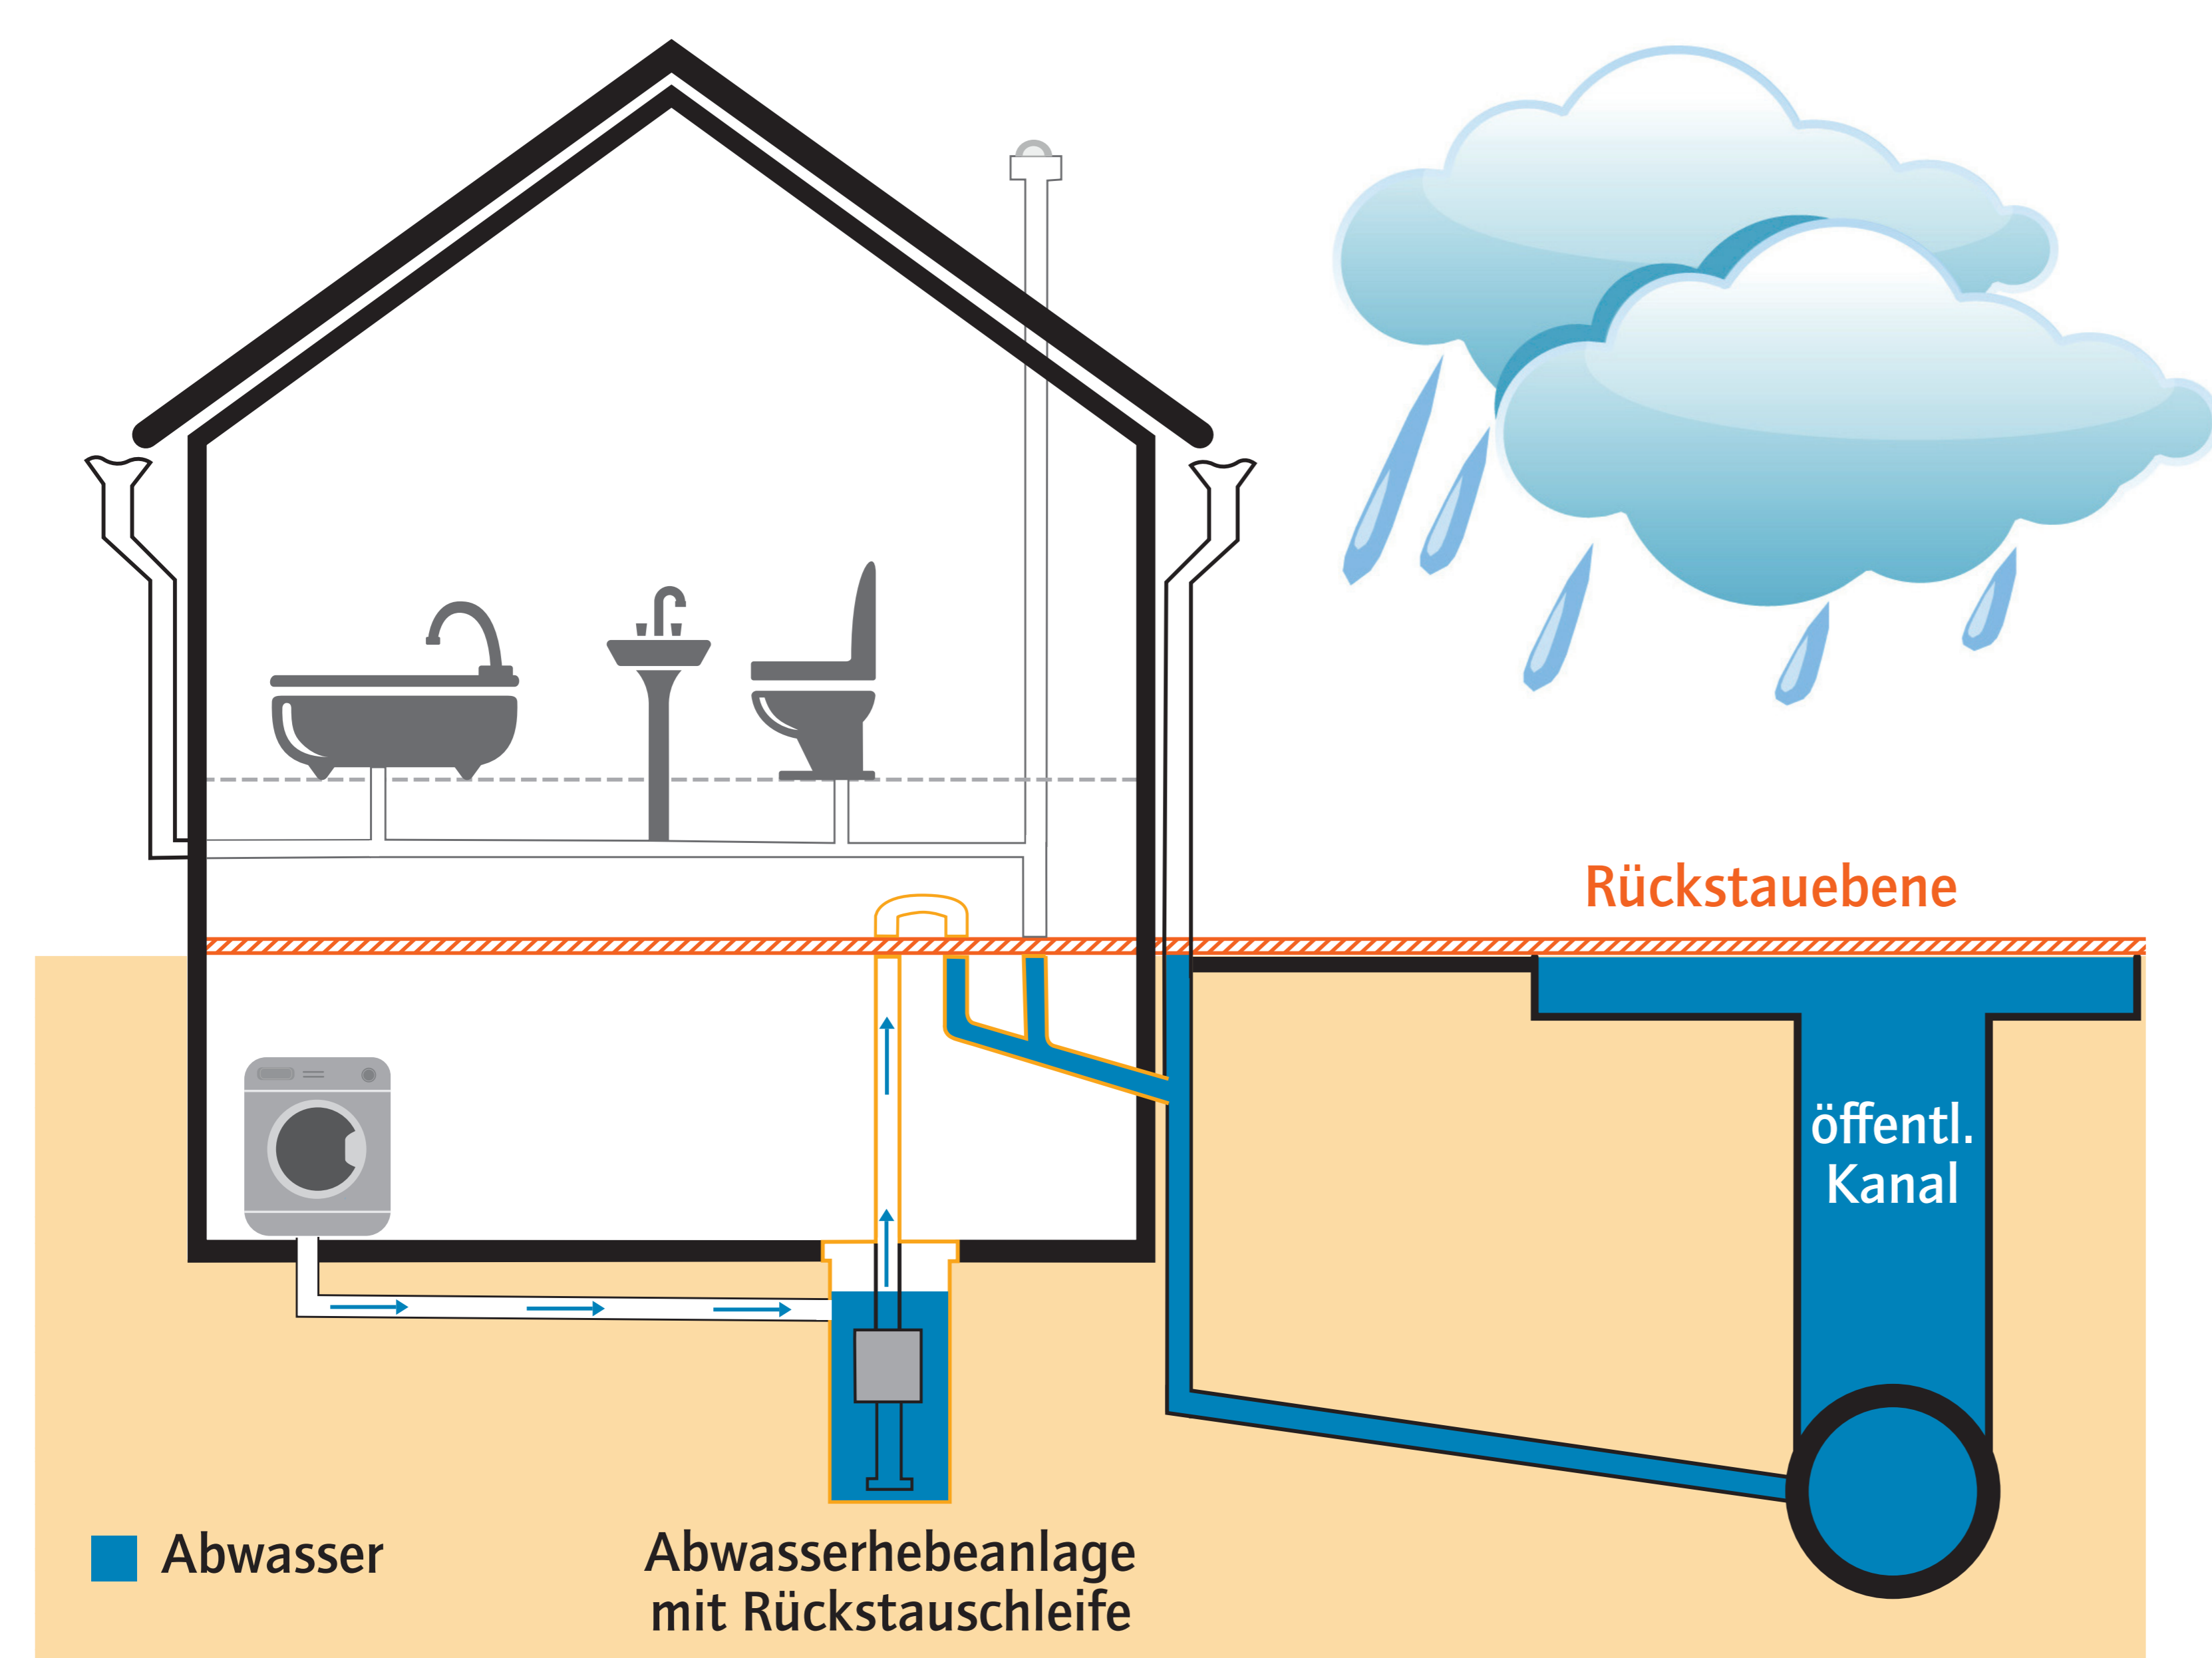 Rückstauebene
öffentl.
Kanal
Abwasser
Abwasserhebeanlage
mit Rückstauschleife